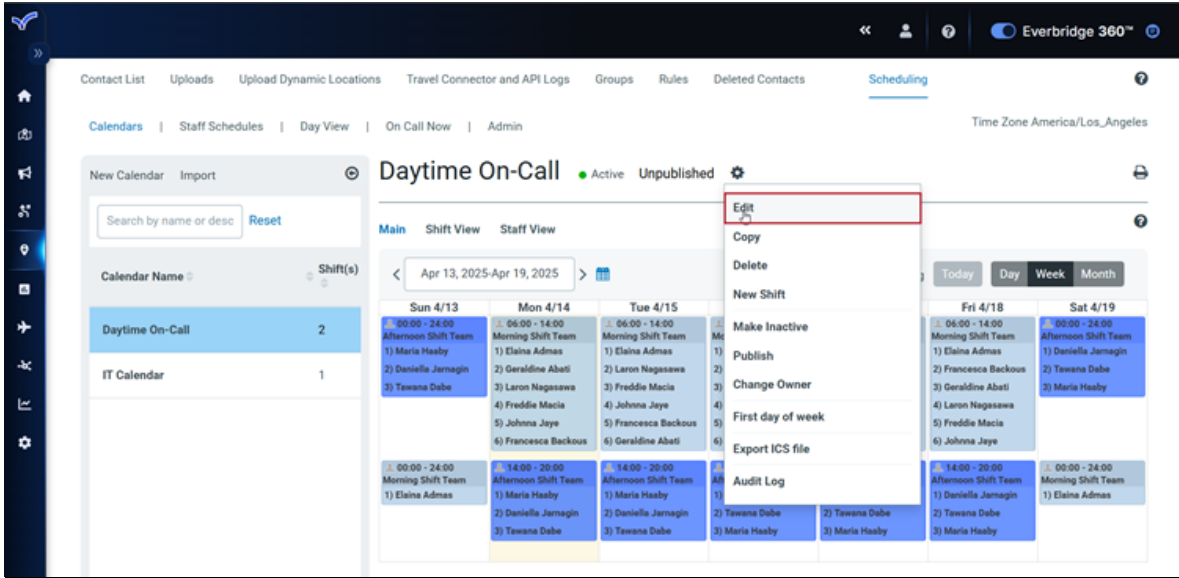 Everbridge 360™
Contact List Uploads Upload Dynamic Locations Travel Connector and API Logs Groups Rules Deleted Contacts Scheduling
Calendars | Staff Schedules | Day View | On Call Now | Admin Time Zone America/Los_Angeles
New Calendar Import
Daytime On-Call Active Unpublished
Search by name or desc Reset
Edit
Copy
Delete
New Shift
Make Inactive
Publish
Change Owner
First day of week
Export ICS file
Audit Log
Main Shift View Staff View
Calendar Name Shift(s)
Daytime On-Call 2
IT Calendar 1
Apr 13, 2025-Apr 19, 2025 Today Day Week Month
Sun 4/13 Mon 4/14 Tue 4/15 Fri 4/18 Sat 4/19
00:00 - 24:00 06:00 - 14:00 06:00 - 14:00 06:00 - 14:00 00:00 - 24:00
Afternoon Shift Team Morning Shift Team Morning Shift Team Morning Shift Team Afternoon Shift Team
1) Maria Haaby 1) Elaina Admas 1) Elaina Admas 1) 1) Elaina Admas 1) Daniella Jarnagin
2) Daniella Jarnagin 2) Geraldine Abati 2) Laron Nagasawa 2) 2) Francesca Backous 2) Tawana Dabe
3) Tawana Dabe 3) Laron Nagasawa 3) Freddie Macia 3) 3) Geraldine Abati 3) Maria Haaby
4) Freddie Macia 4) Johnna Jaye 4) 4) Laron Nagasawa
5) Johnna Jaye 5) Francesca Backous 5) 5) Freddie Macia
6) Francesca Backous 6) Geraldine Abati 6) 6) Johnna Jaye
00:00 - 24:00 14:00 - 20:00 14:00 - 20:00 14:00 - 20:00 00:00 - 24:00
Morning Shift Team Afternoon Shift Team Afternoon Shift Team Afternoon Shift Team Morning Shift Team
1) Elaina Admas 1) Maria Haaby 1) Maria Haaby 1) 1) Daniella Jarnagin 1) Elaina Admas
2) Daniella Jarnagin 2) Daniella Jarnagin 2) Tawana Dabe 2) Tawana Dabe 2) Tawana Dabe
3) Tawana Dabe 3) Tawana Dabe 3) Maria Haaby 3) Maria Haaby 3) Maria Haaby